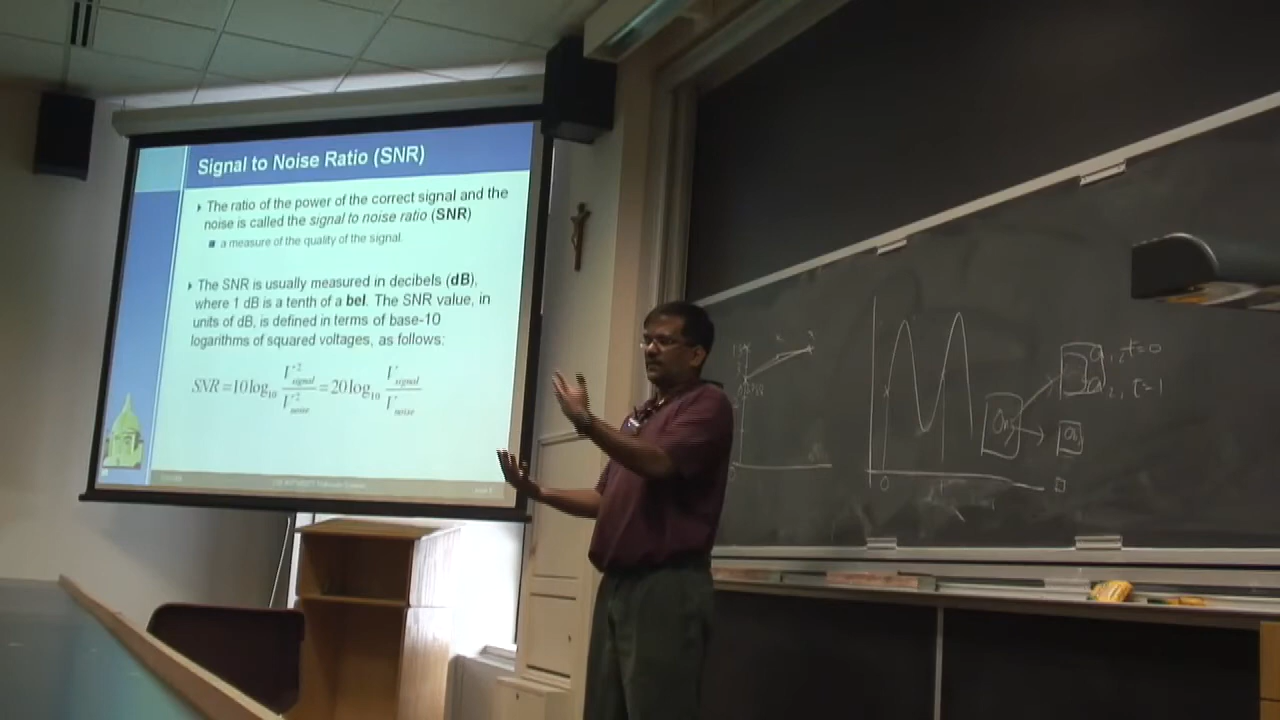 Signal to Noise Ratio (SNR)
The ratio of the power of the correct signal and the
noise is called the signal to noise ratio (SNR)
a measure of the quality of the signal.
The SNR is usually measured in decibels (dB),
where 1 dB is a tenth of a bel. The SNR value, in
units of dB, is defined in terms of base-10
logarithms of squared voltages, as follows:
SNR = 10 log₁₀ V²signal / V²noise = 20 log₁₀ Vsignal / Vnoise
t=0
0